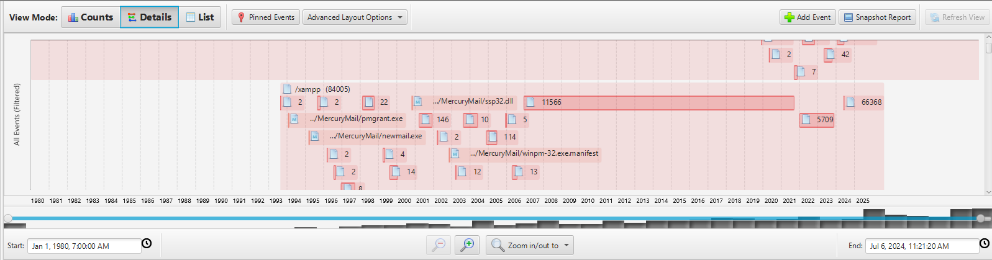 View Mode: Counts Details List Pinned Events Advanced Layout Options Add Event Snapshot Report Refresh View
2 42
7
All Events (Filtered)
/xampp (84005)
2 2 22 .../MercuryMail/ssp32.dll 11566 66368
.../MercuryMail/pmgrant.exe 146 10 5 5709
.../MercuryMail/newmail.exe 2 114
2 4 .../MercuryMail/winpm-32.exe.manifest
2 14 12 13
8
1980 1981 1982 1983 1984 1985 1986 1987 1988 1989 1990 1991 1992 1993 1994 1995 1996 1997 1998 1999 2000 2001 2002 2003 2004 2005 2006 2007 2008 2009 2010 2011 2012 2013 2014 2015 2016 2017 2018 2019 2020 2021 2022 2023 2024 2025
Start: Jan 1, 1980, 7:00:00 AM Zoom in/out to End: Jul 6, 2024, 11:21:20 AM